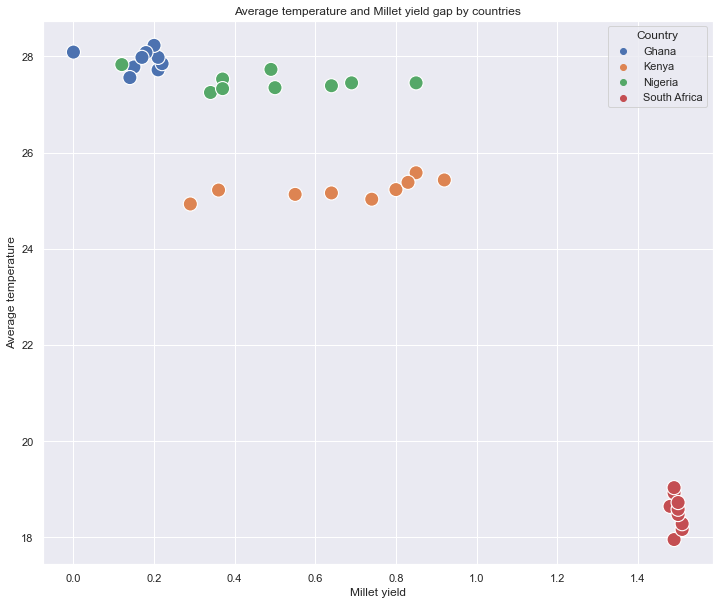 Average temperature and Millet yield gap by countries
Country
Ghana
Kenya
Nigeria
South Africa
Average temperature
28
26
24
22
20
18
0.0 0.2 0.4 0.6 0.8 1.0 1.2 1.4
Millet yield